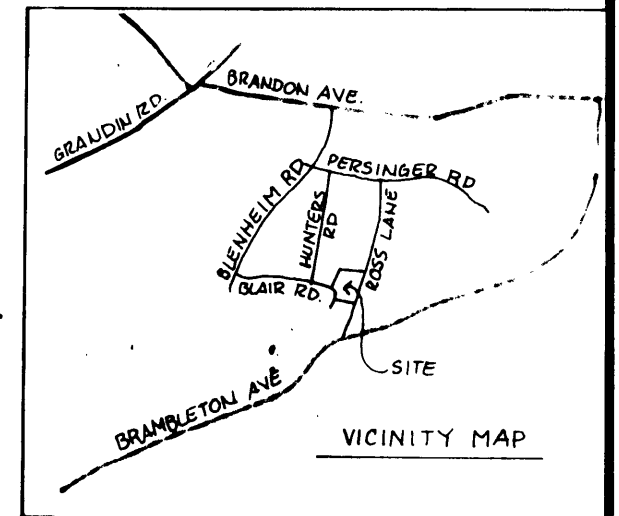 BRANDON AVE.
GRANDIN RD.
PERSINGER RD
BLENHEIM RD
HUNTERS
RD
ROSS LANE
BLAIR RD.
SITE
BRAMBLETON AVE
VICINITY MAP